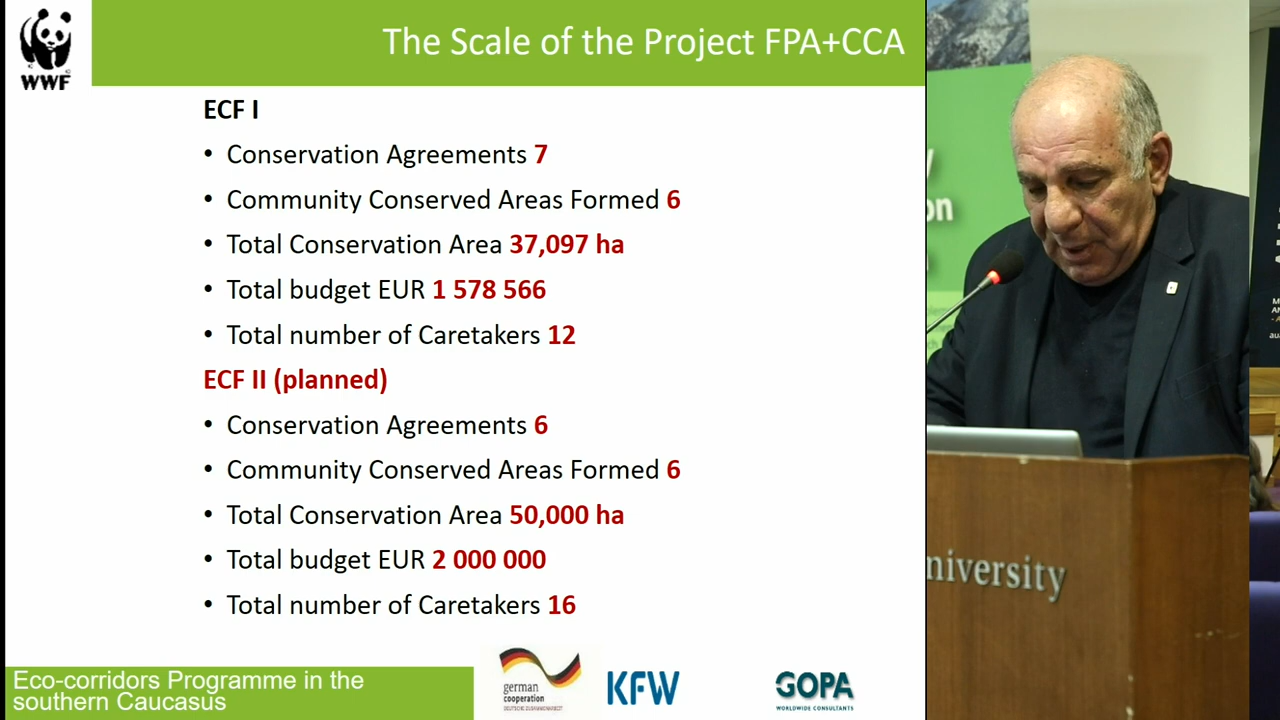 WWF
The Scale of the Project FPA+CCA
ECF I
• Conservation Agreements 7
• Community Conserved Areas Formed 6
• Total Conservation Area 37,097 ha
• Total budget EUR 1 578 566
• Total number of Caretakers 12
ECF II (planned)
• Conservation Agreements 6
• Community Conserved Areas Formed 6
• Total Conservation Area 50,000 ha
• Total budget EUR 2 000 000
• Total number of Caretakers 16
Eco-corridors Programme in the
southern Caucasus
german
cooperation
DEUTSCHE ZUSAMMENARBEIT
KFW
GOPA
WORLDWIDE CONSULTANTS
on
niversity